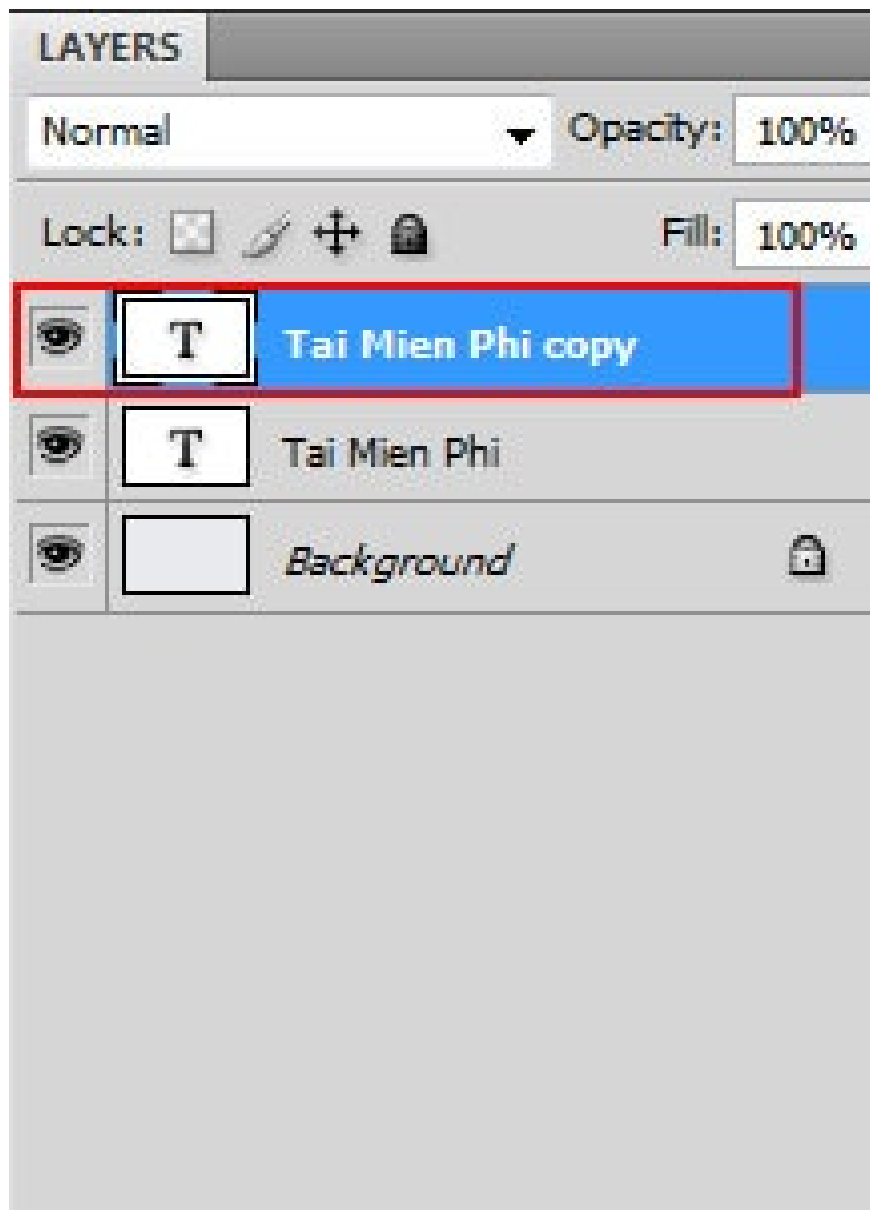 LAYERS
Normal Opacity: 100%
Lock: Fill: 100%
T Tai Mien Phi copy
T Tai Mien Phi
Background